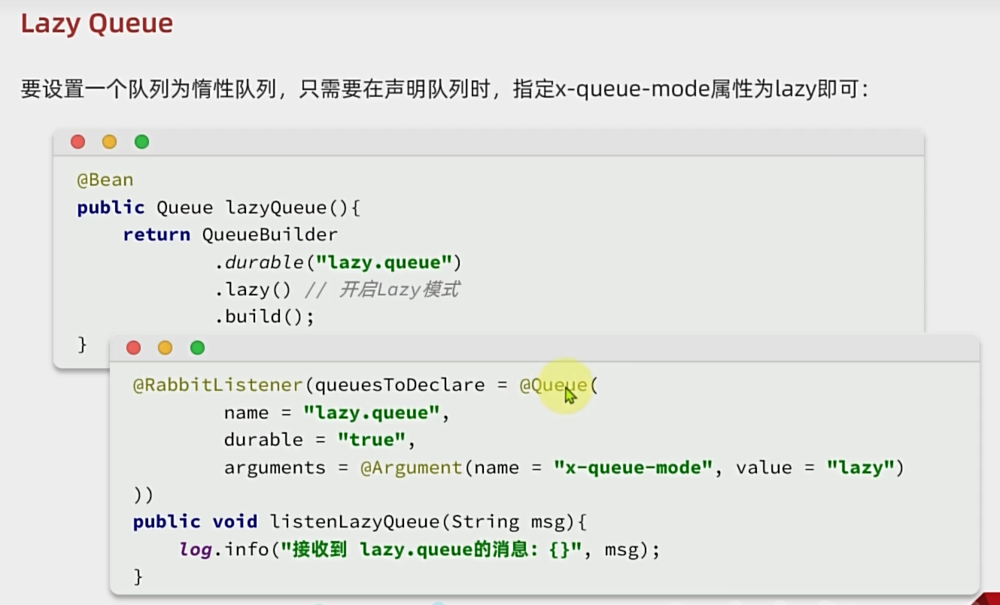 Lazy Queue
要设置一个队列为惰性队列，只需要在声明队列时，指定x-queue-mode属性为lazy即可：
@Bean
public Queue lazyQueue(){
return QueueBuilder
.durable("lazy.queue")
.lazy() // 开启Lazy模式
.build();
}
@RabbitListener(queuesToDeclare = @Queue(
name = "lazy.queue",
durable = "true",
arguments = @Argument(name = "x-queue-mode", value = "lazy")
))
public void listenLazyQueue(String msg){
log.info("接收到 lazy.queue的消息：{}", msg);
}